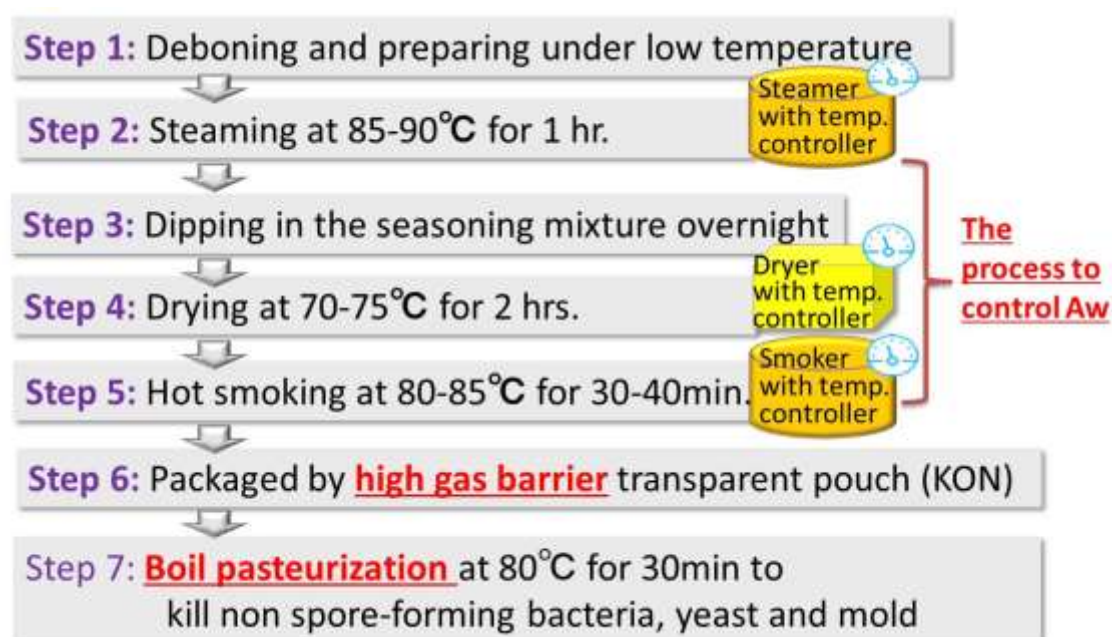 Step 1: Deboning and preparing under low temperature
Steamer
with temp.
controller
Step 2: Steaming at 85-90℃ for 1 hr.
Step 3: Dipping in the seasoning mixture overnight
Dryer
with temp.
controller
Step 4: Drying at 70-75℃ for 2 hrs.
The
process to
control Aw
Smoker
with temp.
controller
Step 5: Hot smoking at 80-85℃ for 30-40min.
Step 6: Packaged by high gas barrier transparent pouch (KON)
Step 7: Boil pasteurization at 80℃ for 30min to
kill non spore-forming bacteria, yeast and mold